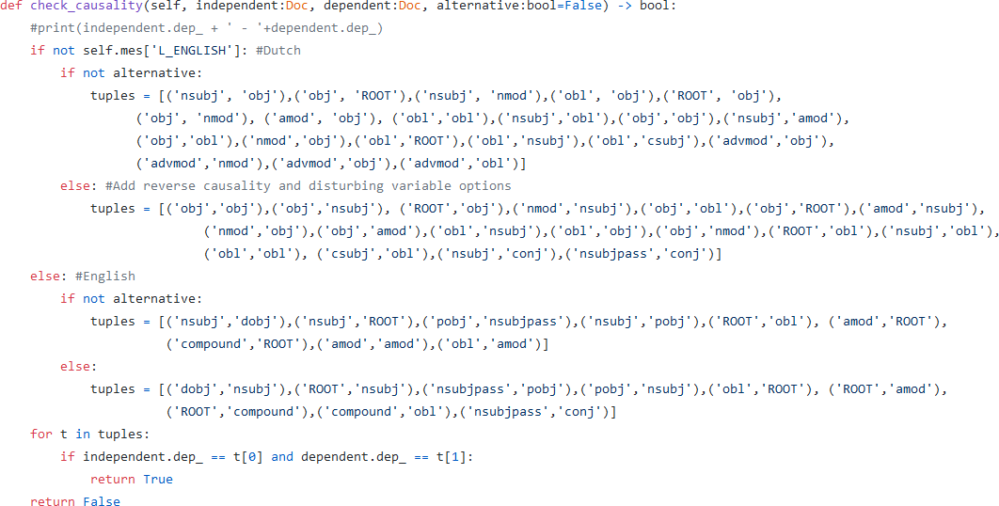 def check_causality(self, independent:Doc, dependent:Doc, alternative:bool=False) -> bool:
    #print(independent.dep_ + ' - '+dependent.dep_)
    if not self.mes['L_ENGLISH']: #Dutch
        if not alternative:
            tuples = [('nsubj', 'obj'),('obj', 'ROOT'),('nsubj', 'nmod'),('obl', 'obj'),('ROOT', 'obj'),
                  ('obj', 'nmod'), ('amod', 'obj'), ('obl','obl'),('nsubj','obl'),('obj','obj'),('nsubj','amod'),
                  ('obj','obl'),('nmod','obj'),('obl','ROOT'),('obl','nsubj'),('obl','csubj'),('advmod','obj'),
                  ('advmod','nmod'),('advmod','obj'),('advmod','obl')]
        else: #Add reverse causality and disturbing variable options
            tuples = [('obj','obj'),('obj','nsubj'), ('ROOT','obj'),('nmod','nsubj'),('obj','obl'),('obj','ROOT'),('amod','nsubj'),
                           ('nmod','obj'),('obj','amod'),('obl','nsubj'),('obl','obj'),('obj','nmod'),('ROOT','obl'),('nsubj','obl'),
                           ('obl','obl'), ('csubj','obl'),('nsubj','conj'),('nsubjpass','conj')]
    else: #English
        if not alternative:
            tuples = [('nsubj','dobj'),('nsubj','ROOT'),('pobj','nsubjpass'),('nsubj','pobj'),('ROOT','obl'), ('amod','ROOT'),
                      ('compound','ROOT'),('amod','amod'),('obl','amod')]
        else:
            tuples = [('dobj','nsubj'),('ROOT','nsubj'),('nsubjpass','pobj'),('pobj','nsubj'),('obl','ROOT'), ('ROOT','amod'),
                      ('ROOT','compound'),('compound','obl'),('nsubjpass','conj')]
    for t in tuples:
        if independent.dep_ == t[0] and dependent.dep_ == t[1]:
            return True
    return False